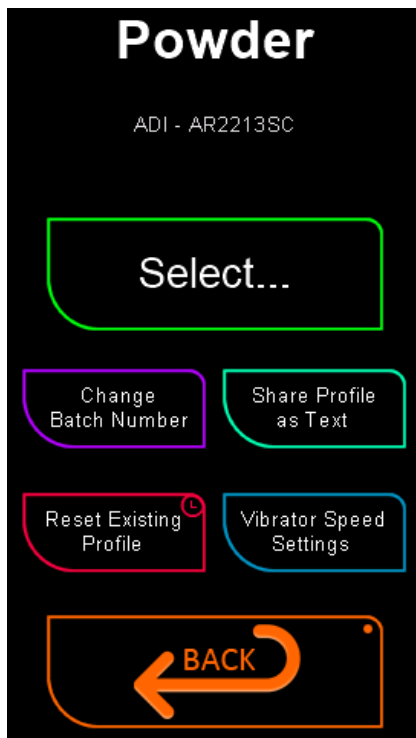 Powder
ADI - AR2213SC
Select...
Change
Batch Number
Share Profile
as Text
Reset Existing
Profile
Vibrator Speed
Settings
BACK